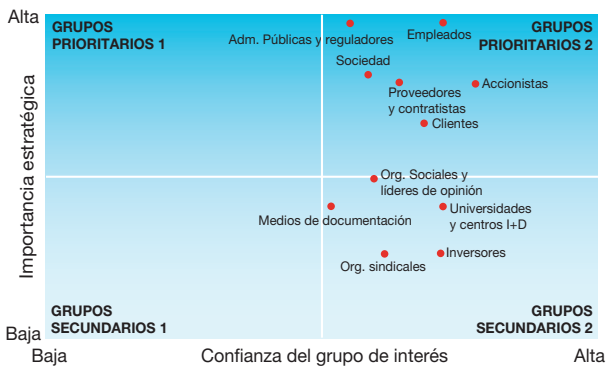 Alta
GRUPOS
PRIORITARIOS 1
Adm. Públicas y reguladores
Empleados
GRUPOS
PRIORITARIOS 2
Sociedad
Proveedores
y contratistas
Accionistas
Clientes
Importancia estratégica
Org. Sociales y
líderes de opinión
Medios de documentación
Universidades
y centros I+D
Org. sindicales
Inversores
GRUPOS
SECUNDARIOS 1
GRUPOS
SECUNDARIOS 2
Baja
Baja
Confianza del grupo de interés
Alta